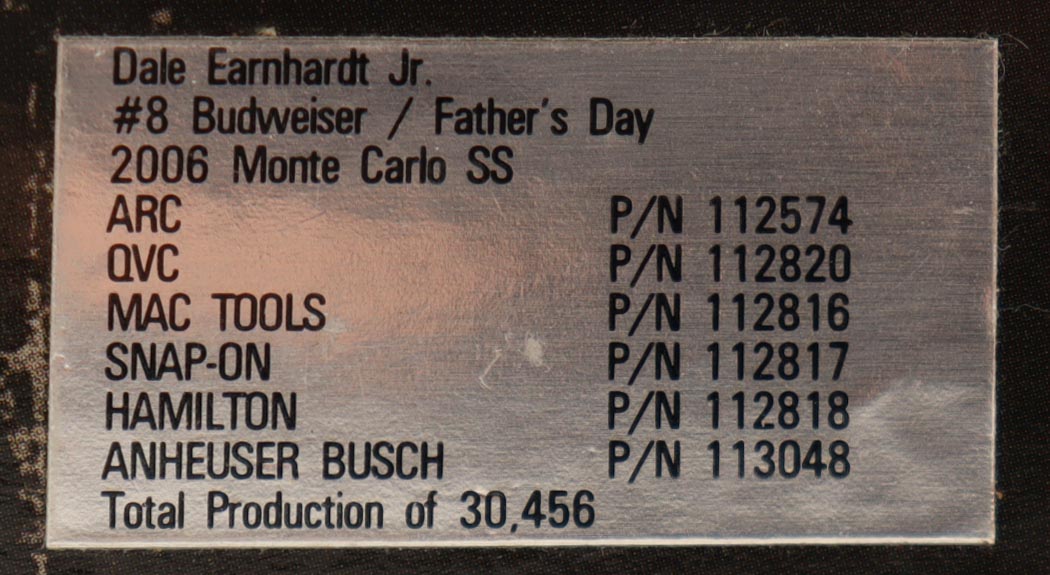 Dale Earnhardt Jr.
#8 Budweiser / Father's Day
2006 Monte Carlo SS
ARC P/N 112574
QVC P/N 112820
MAC TOOLS P/N 112816
SNAP-ON P/N 112817
HAMILTON P/N 112818
ANHEUSER BUSCH P/N 113048
Total Production of 30,456